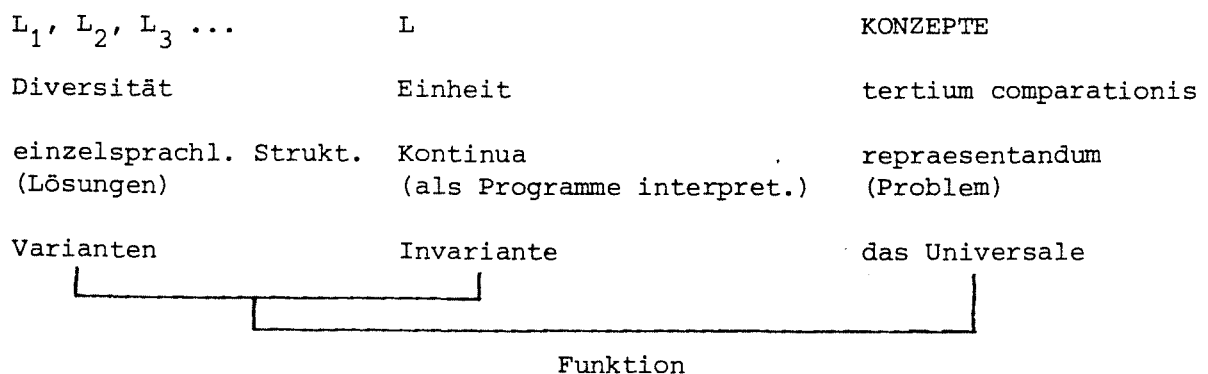 L1, L2, L3 ... L KONZEPTE
Diversität Einheit tertium comparationis
einzelsprachl. Strukt. Kontinua repraesentandum
(Lösungen) (als Programme interpret.) (Problem)
Varianten Invariante das Universale
Funktion